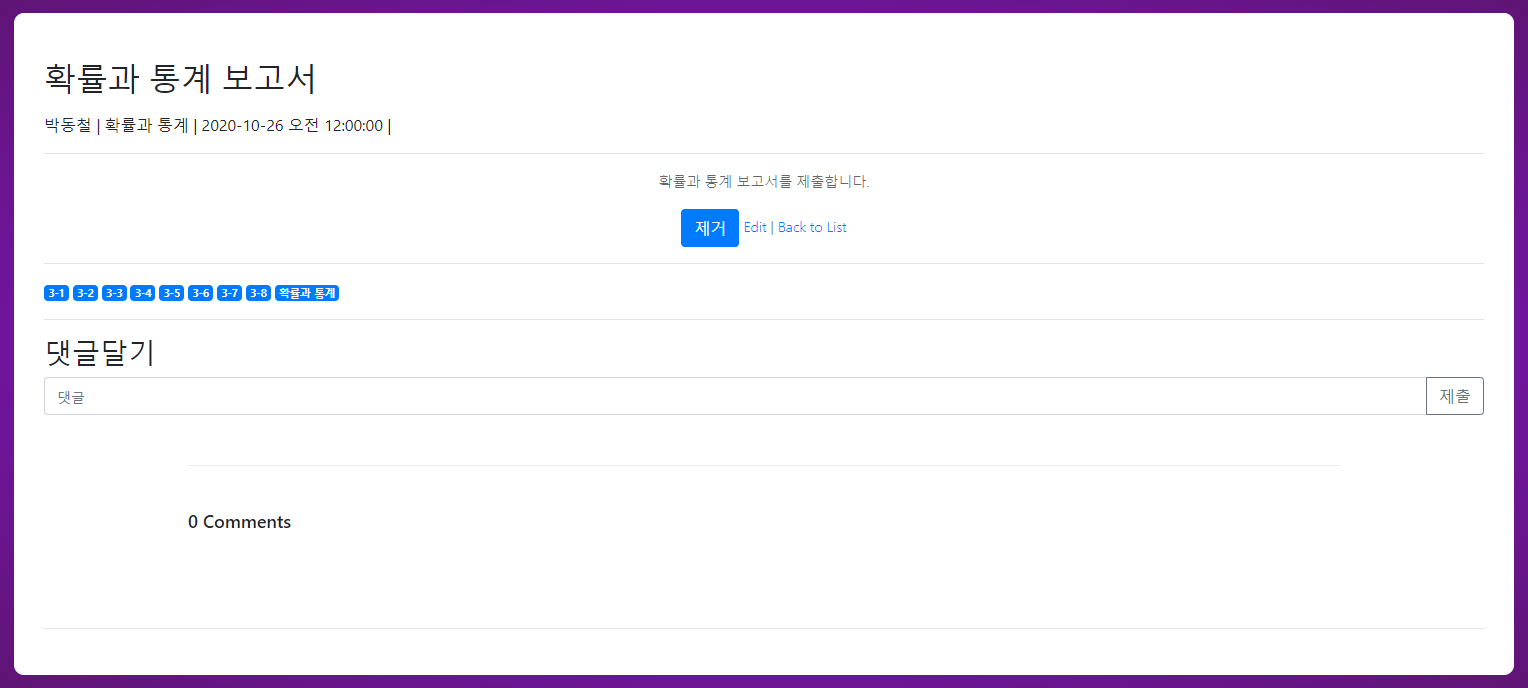 확률과 통계 보고서
박동철 | 확률과 통계 | 2020-10-26 오전 12:00:00 |
확률과 통계 보고서를 제출합니다.
제거 Edit | Back to List
3-1 3-2 3-3 3-4 3-5 3-6 3-7 3-8 확률과 통계
댓글달기
댓글 제출
0 Comments